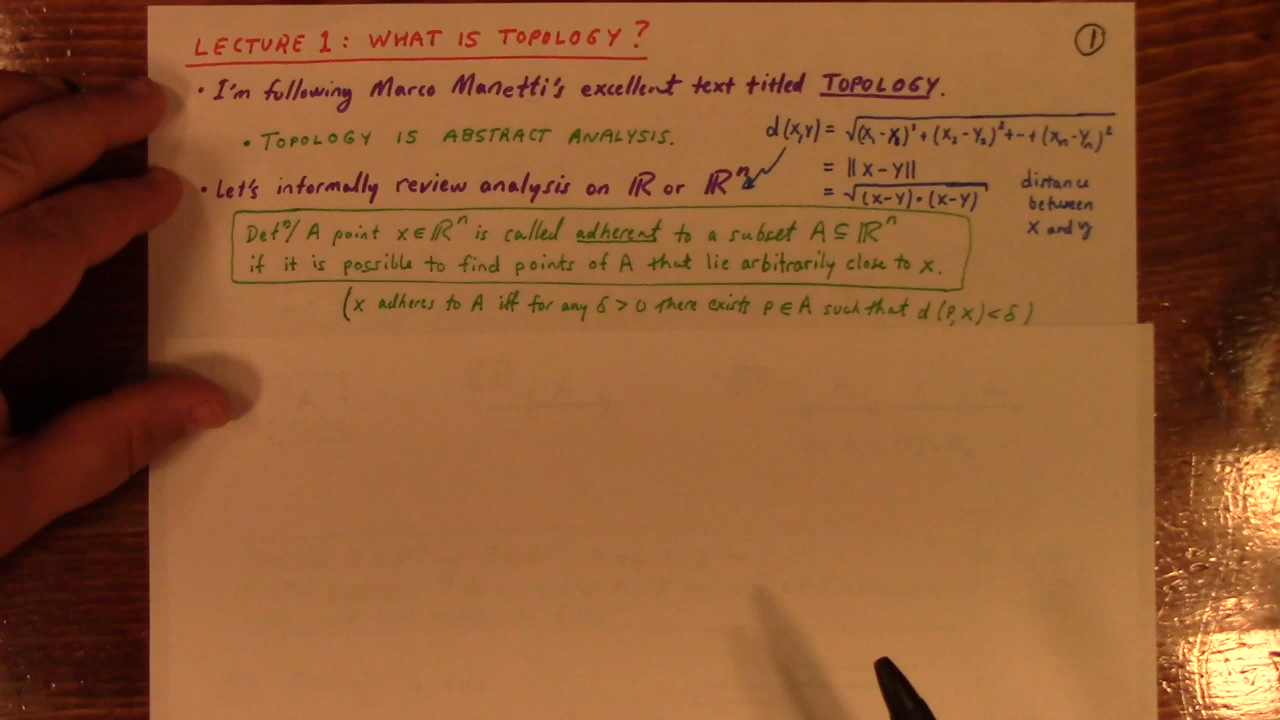 LECTURE 1: WHAT IS TOPOLOGY?
①
• I'm following Marco Manetti's excellent text titled TOPOLOGY.
• TOPOLOGY IS ABSTRACT ANALYSIS.
d(x,y) = √((x₁-y₁)²+(x₂-y₂)²+--+(xₙ-yₙ)²)
= ||x-y||
= √((x-y)•(x-y))
distance
between
x and y
• Let's informally review analysis on ℝ or ℝⁿ
Defⁿ/ A point x∈ℝⁿ is called adherent to a subset A⊆ℝⁿ
if it is possible to find points of A that lie arbitrarily close to x.
(x adheres to A iff for any δ>0 there exists p∈A such that d(p,x)<δ)